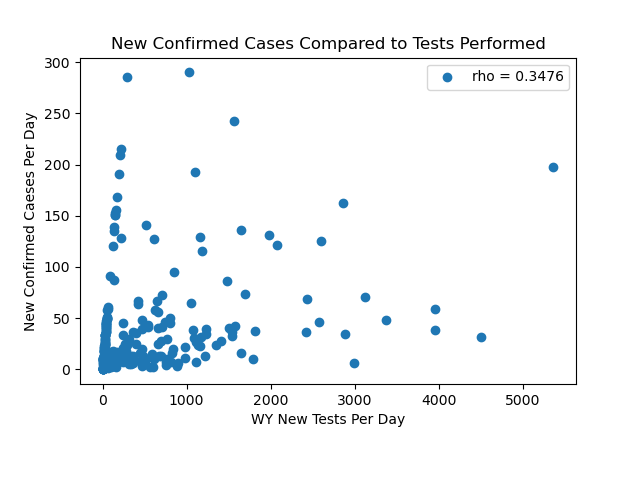 New Confirmed Cases Compared to Tests Performed
rho = 0.3476
New Confirmed Caeses Per Day
300
250
200
150
100
50
0
0 1000 2000 3000 4000 5000
WY New Tests Per Day